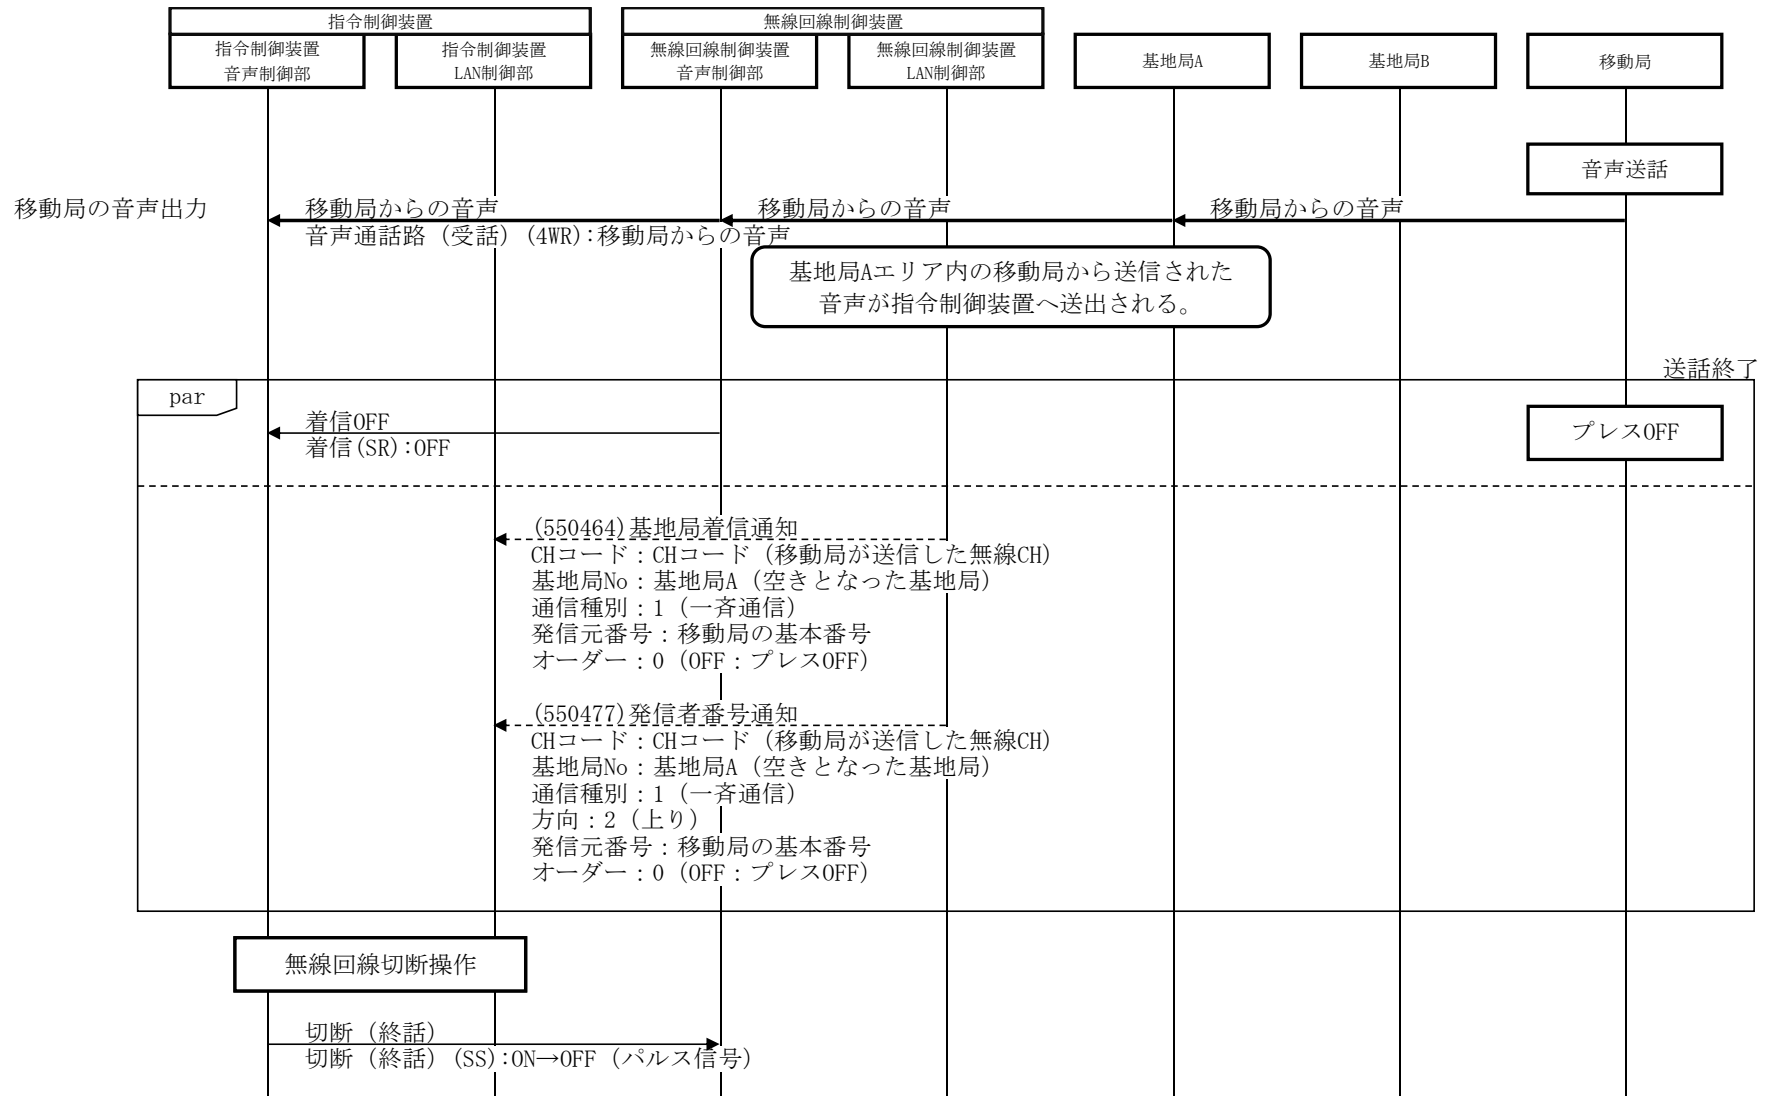 指令制御装置
無線回線制御装置
指令制御装置
音声制御部
指令制御装置
LAN制御部
無線回線制御装置
音声制御部
無線回線制御装置
LAN制御部
基地局A
基地局B
移動局
音声送話
移動局の音声出力
移動局からの音声
移動局からの音声
移動局からの音声
音声通話路（受話）(4WR):移動局からの音声
基地局Aエリア内の移動局から送信された
音声が指令制御装置へ送出される。
送話終了
par
着信OFF
着信(SR):OFF
プレスOFF
(550464)基地局着信通知
CHコード：CHコード（移動局が送信した無線CH）
基地局No：基地局A（空きとなった基地局）
通信種別：1（一斉通信）
発信元番号：移動局の基本番号
オーダー：0（OFF：プレスOFF）
(550477)発信者番号通知
CHコード：CHコード（移動局が送信した無線CH）
基地局No：基地局A（空きとなった基地局）
通信種別：1（一斉通信）
方向：2（上り）
発信元番号：移動局の基本番号
オーダー：0（OFF：プレスOFF）
無線回線切断操作
切断（終話）
切断（終話）(SS):ON→OFF（パルス信号）